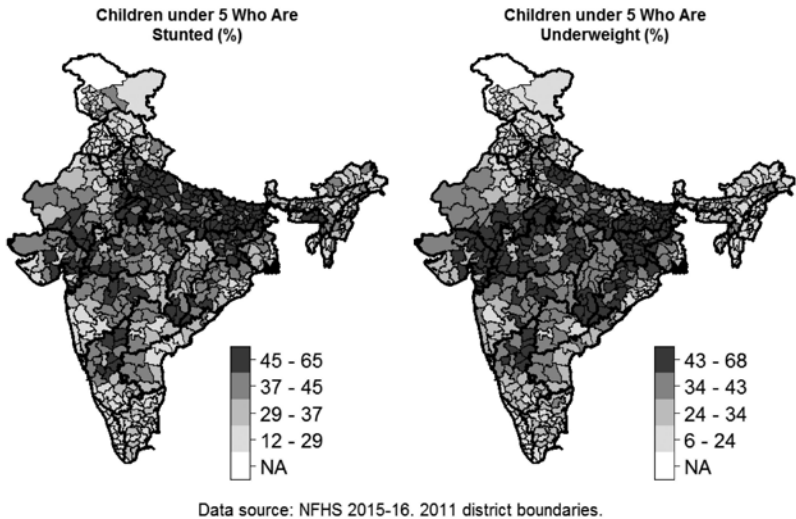 Children under 5 Who Are
Stunted (%)
Children under 5 Who Are
Underweight (%)
45 - 65
37 - 45
29 - 37
12 - 29
NA
43 - 68
34 - 43
24 - 34
6 - 24
NA
Data source: NFHS 2015-16. 2011 district boundaries.